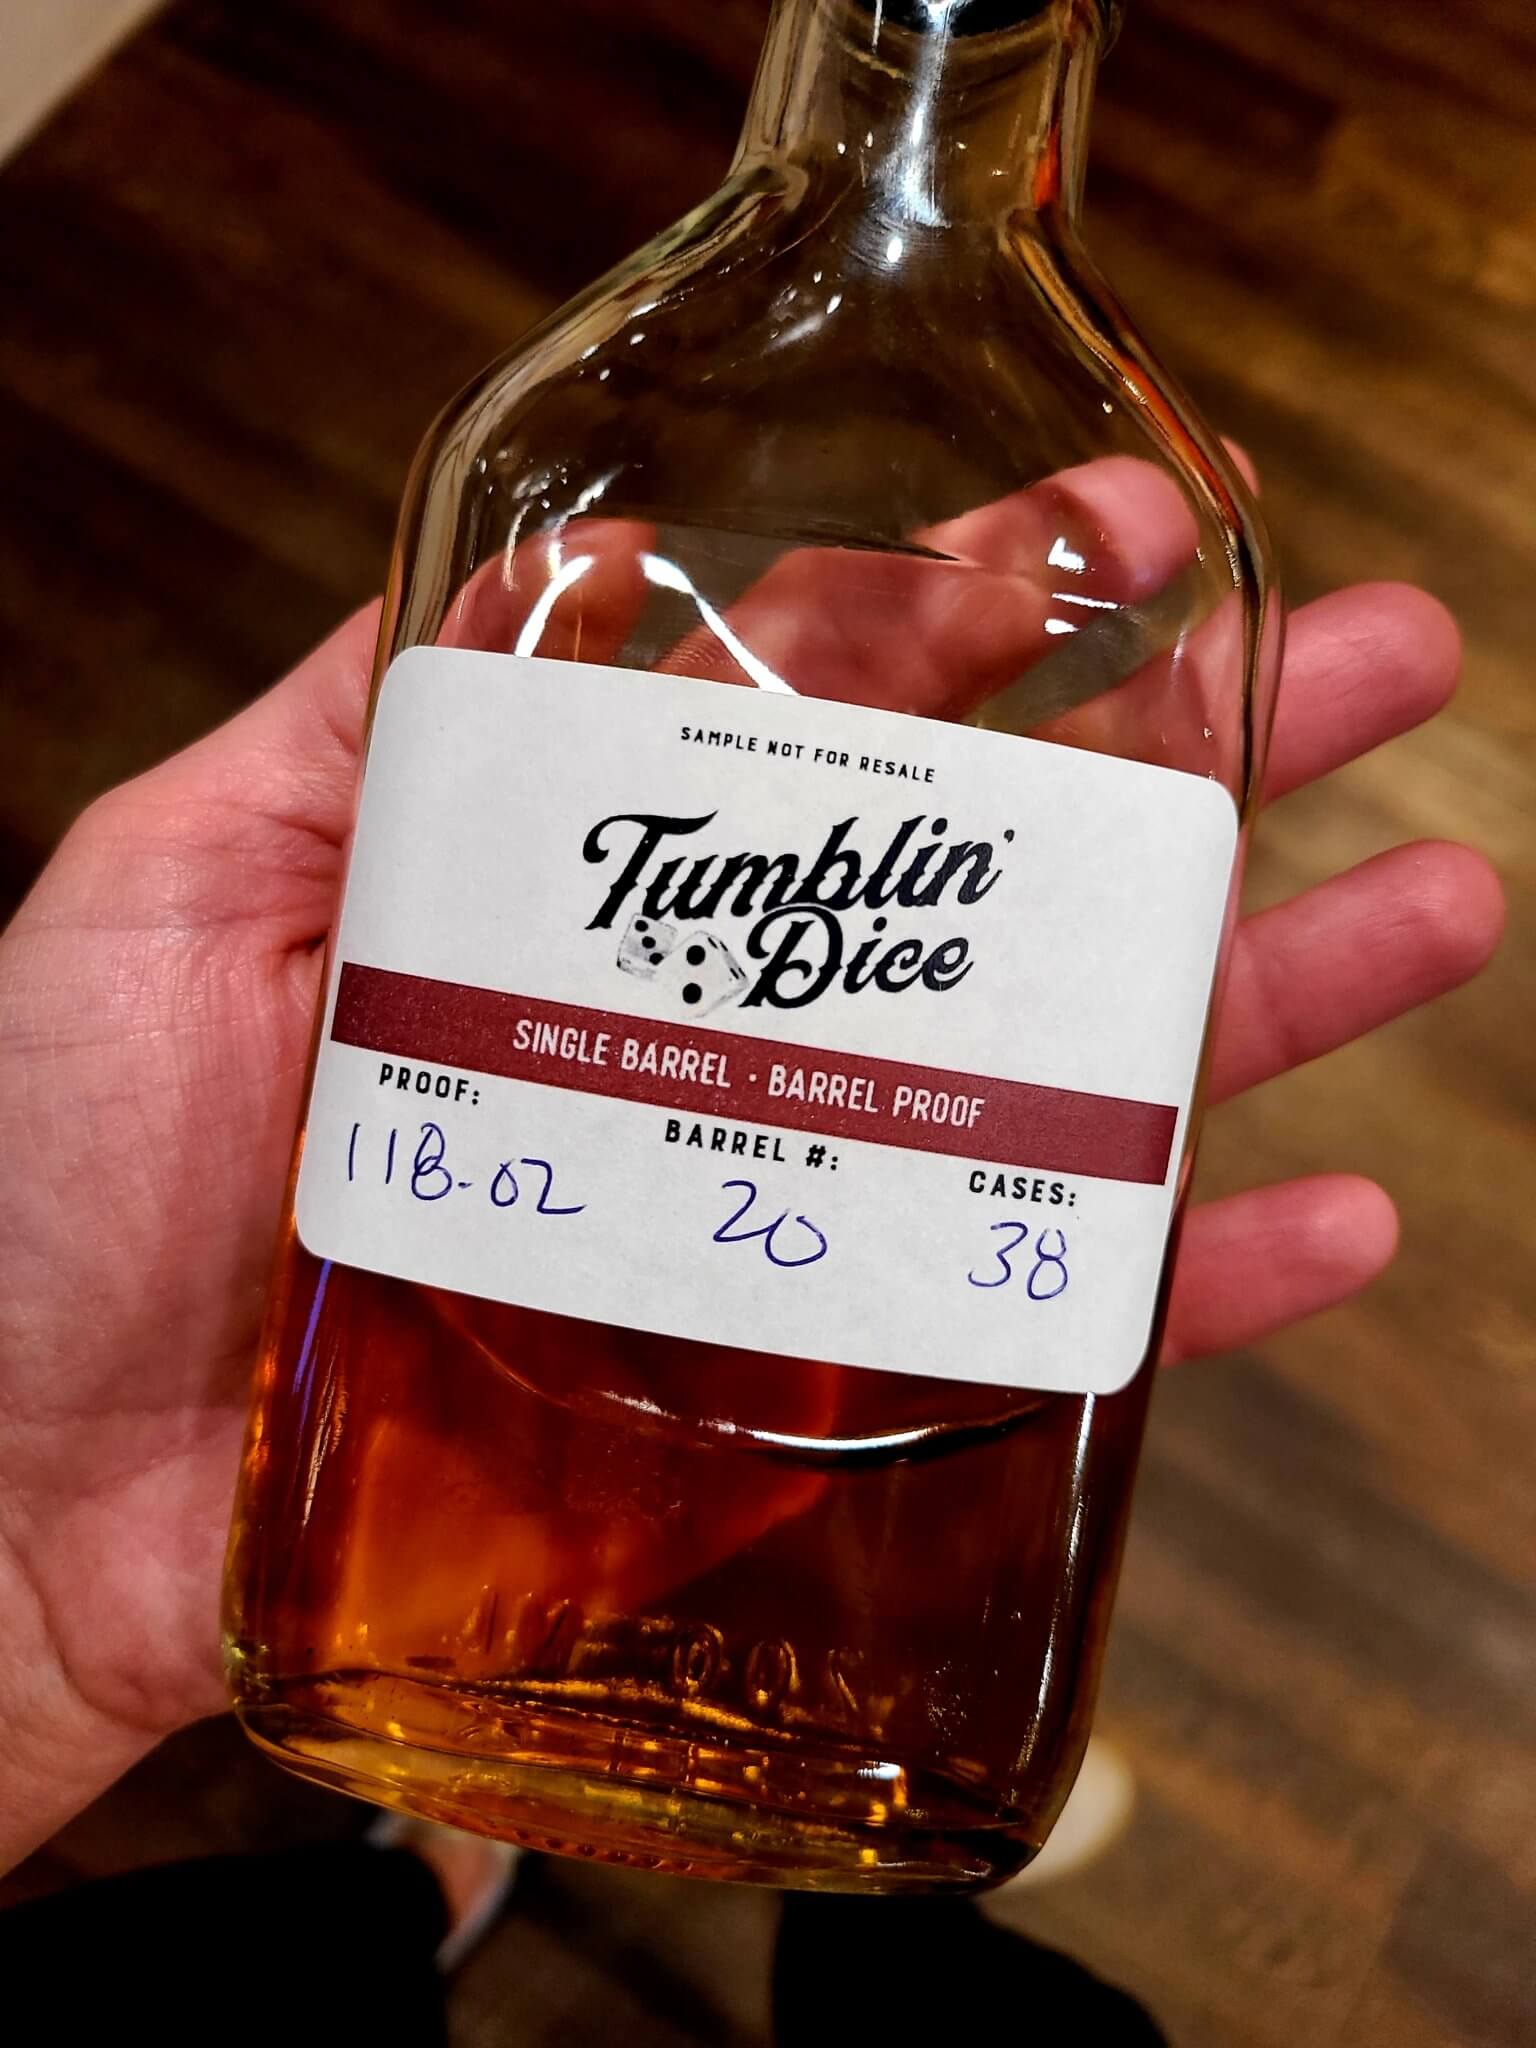 SAMPLE NOT FOR RESALE
Tumblin'
Dice
SINGLE BARREL · BARREL PROOF
PROOF: BARREL #: CASES:
118.02 20 38